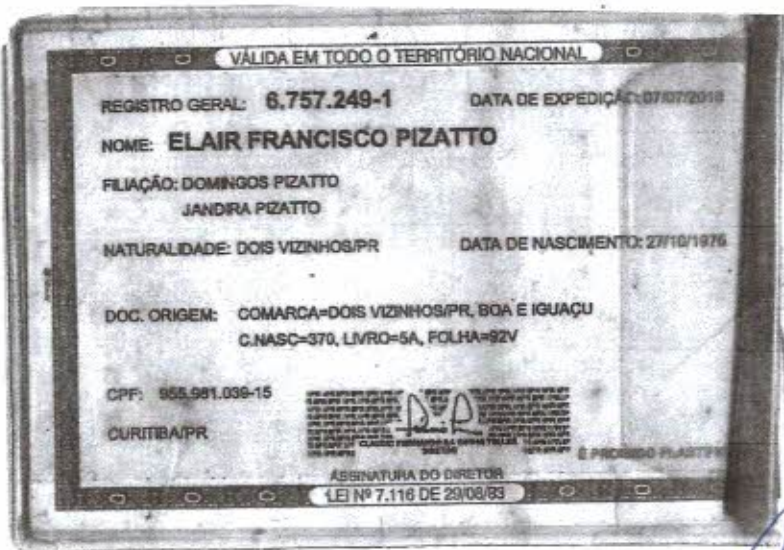 VÁLIDA EM TODO O TERRITÓRIO NACIONAL
REGISTRO GERAL: 6.757.249-1 DATA DE EXPEDIÇÃO: 07/07/2016
NOME: ELAIR FRANCISCO PIZATTO
FILIAÇÃO: DOMINGOS PIZATTO
JANDIRA PIZATTO
NATURALIDADE: DOIS VIZINHOS/PR DATA DE NASCIMENTO: 27/10/1976
DOC. ORIGEM: COMARCA=DOIS VIZINHOS/PR, BOA E IGUAÇU
C.NASC=370, LIVRO=5A, FOLHA=92V
CPF: 955.981.039-15
CURITIBA/PR
É PROIBIDO
ASSINATURA DO DIRETOR
LEI Nº 7.116 DE 29/08/83